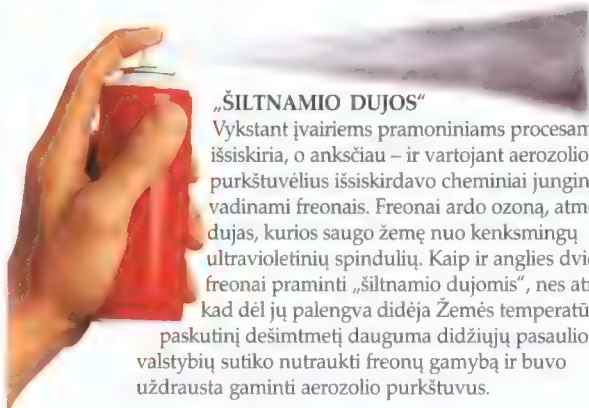 „ŠILTNAMIO DUJOS“
Vykstant įvairiems pramoniniams procesam
išsiskiria, o anksčiau – ir vartojant aerozolio
purkštuvėlius išsiskirdavo cheminiai jungin
vadinami freonais. Freonai ardo ozoną, atm
dujas, kurios saugo žemę nuo kenksmingų
ultravioletinių spindulių. Kaip ir anglies dvi
freonai praminti „šiltnamio dujomis“, nes at
kad dėl jų palengva didėja Žemės temperatū
paskutinį dešimtmetį dauguma didžiųjų pasaulio
valstybių sutiko nutraukti freonų gamybą ir buvo
uždrausta gaminti aerozolio purkštuvus.